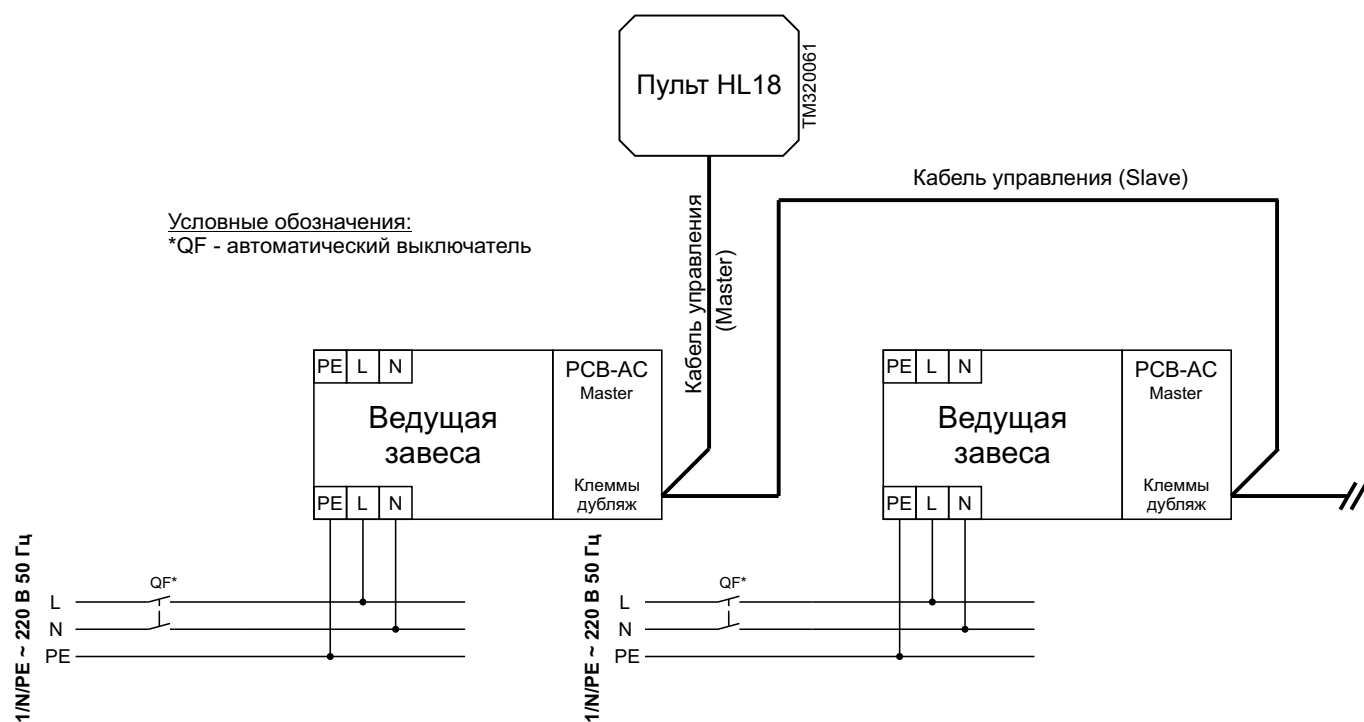 Пульт HL18
TM320061
Кабель управления (Slave)
Условные обозначения:
*QF - автоматический выключатель
Кабель управления
(Master)
PE L N
PCB-AC
Master
Ведущая
завеса
Клеммы
дубляж
PE L N
PE L N
PCB-AC
Master
Ведущая
завеса
Клеммы
дубляж
PE L N
1/N/PE ~ 220 В 50 Гц
QF*
L
N
PE
1/N/PE ~ 220 В 50 Гц
QF*
L
N
PE